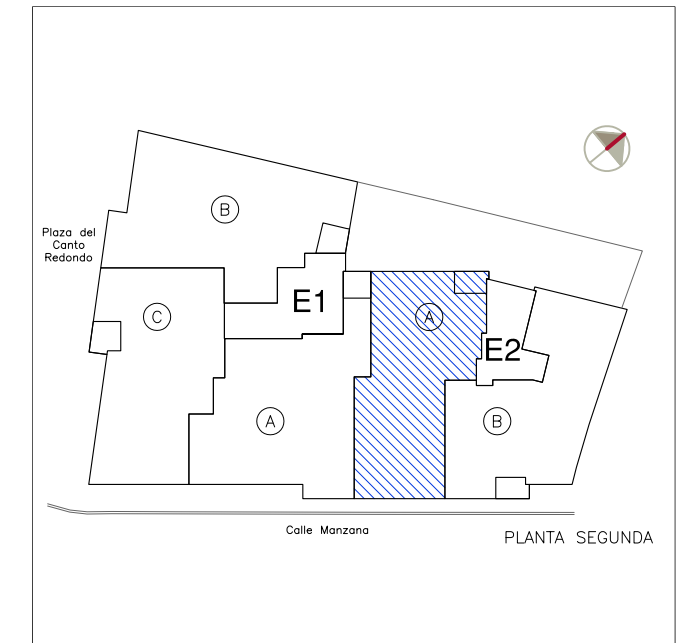 B
Plaza del
Canto
Redondo
E1
C
A
E2
A
B
Calle Manzana
PLANTA SEGUNDA